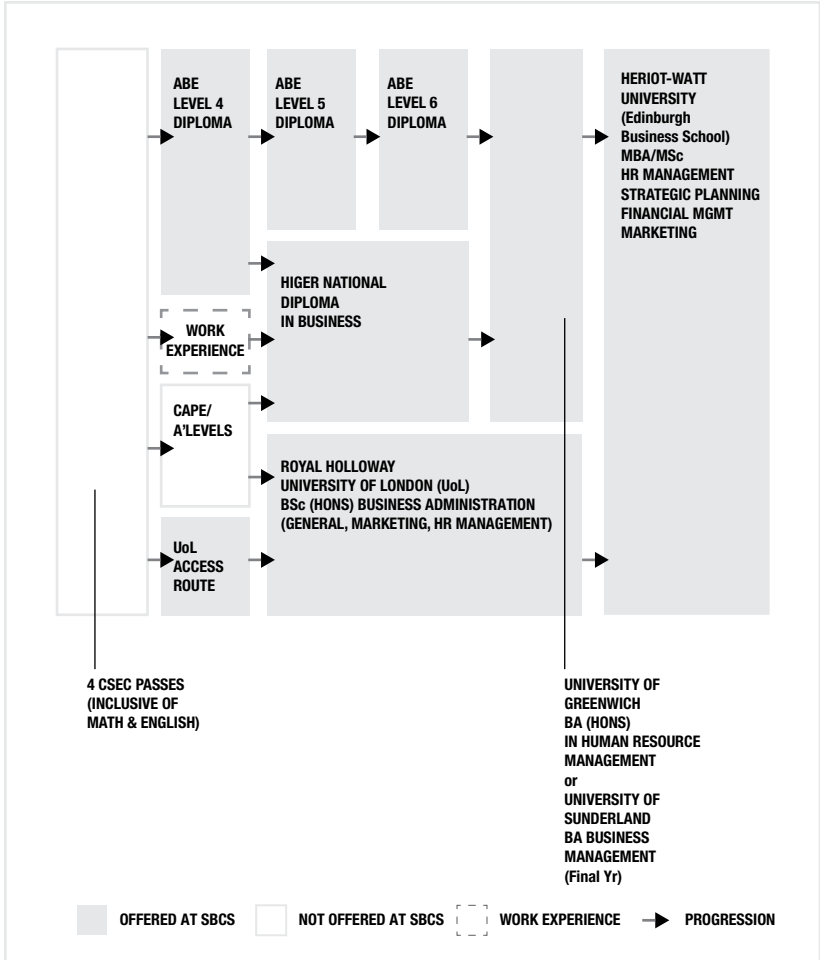 ABE
LEVEL 4
DIPLOMA
ABE
LEVEL 5
DIPLOMA
ABE
LEVEL 6
DIPLOMA
HERIOT-WATT
UNIVERSITY
(Edinburgh
Business School)
MBA/MSc
HR MANAGEMENT
STRATEGIC PLANNING
FINANCIAL MGMT
MARKETING
HIGER NATIONAL
DIPLOMA
IN BUSINESS
WORK
EXPERIENCE
CAPE/
A'LEVELS
ROYAL HOLLOWAY
UNIVERSITY OF LONDON (UoL)
BSc (HONS) BUSINESS ADMINISTRATION
(GENERAL, MARKETING, HR MANAGEMENT)
UoL
ACCESS
ROUTE
4 CSEC PASSES
(INCLUSIVE OF
MATH & ENGLISH)
UNIVERSITY OF
GREENWICH
BA (HONS)
IN HUMAN RESOURCE
MANAGEMENT
or
UNIVERSITY OF
SUNDERLAND
BA BUSINESS
MANAGEMENT
(Final Yr)
OFFERED AT SBCS
NOT OFFERED AT SBCS
WORK EXPERIENCE
PROGRESSION